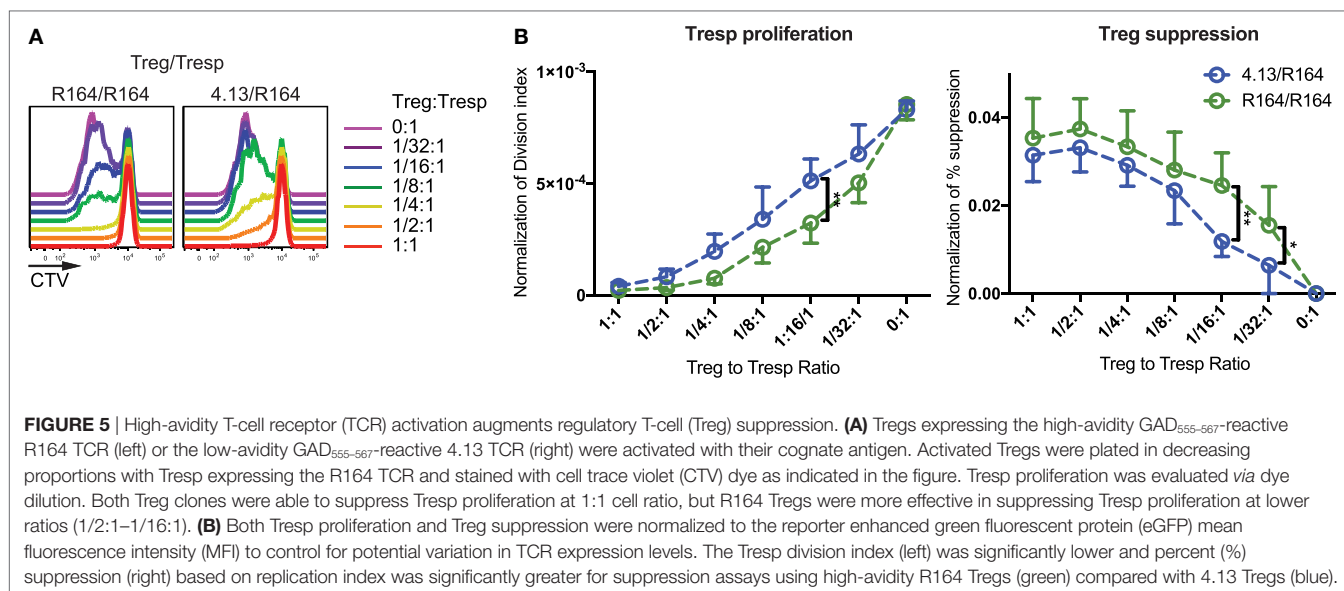 A
Treg/Tresp
R164/R164
4.13/R164
Treg:Tresp
0:1
1/32:1
1/16:1
1/8:1
1/4:1
1/2:1
1:1
0 10² 10³ 10⁴ 10⁵
0 10² 10³ 10⁴ 10⁵
CTV
B
Tresp proliferation
Normalization of Division index
1×10⁻³
5×10⁻⁴
0
**
1:1
1/2:1
1/4:1
1/8:1
1:16/1
1/32:1
0:1
Treg to Tresp Ratio
Treg suppression
4.13/R164
R164/R164
Normalization of % suppression
0.04
0.02
0.00
**
*
1:1
1/2:1
1/4:1
1/8:1
1/16:1
1/32:1
0:1
Treg to Tresp Ratio
FIGURE 5 | High-avidity T-cell receptor (TCR) activation augments regulatory T-cell (Treg) suppression. (A) Tregs expressing the high-avidity GAD₅₅₅₋₅₆₇-reactive
R164 TCR (left) or the low-avidity GAD₅₅₅₋₅₆₇-reactive 4.13 TCR (right) were activated with their cognate antigen. Activated Tregs were plated in decreasing
proportions with Tresp expressing the R164 TCR and stained with cell trace violet (CTV) dye as indicated in the figure. Tresp proliferation was evaluated via dye
dilution. Both Treg clones were able to suppress Tresp proliferation at 1:1 cell ratio, but R164 Tregs were more effective in suppressing Tresp proliferation at lower
ratios (1/2:1–1/16:1). (B) Both Tresp proliferation and Treg suppression were normalized to the reporter enhanced green fluorescent protein (eGFP) mean
fluorescence intensity (MFI) to control for potential variation in TCR expression levels. The Tresp division index (left) was significantly lower and percent (%)
suppression (right) based on replication index was significantly greater for suppression assays using high-avidity R164 Tregs (green) compared with 4.13 Tregs (blue).